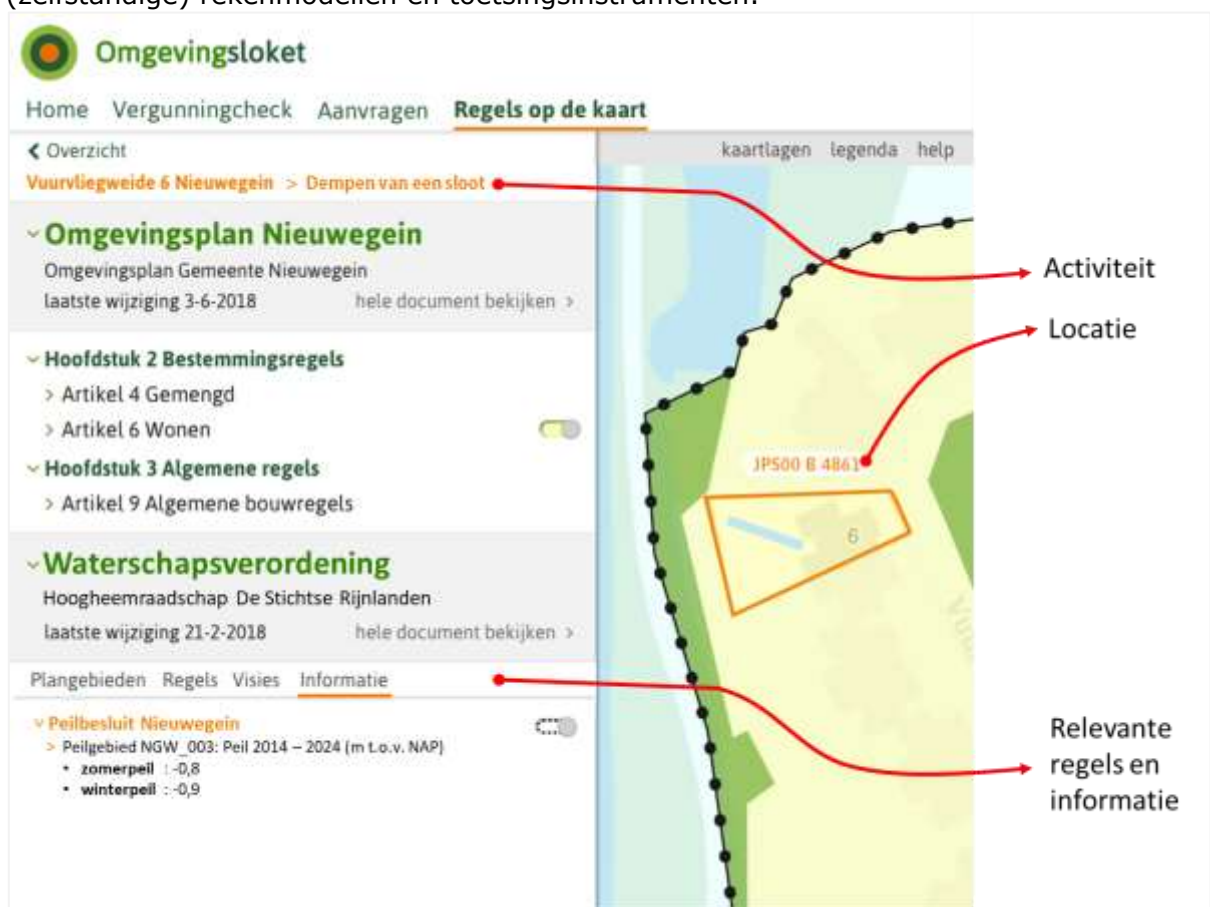 (zelfstandige) rekenmodellen en toetsingsinstrumenten.
Omgevingsloket
Home Vergunningcheck Aanvragen Regels op de kaart
Overzicht
kaartlagen legenda help
Vuurvliegweide 6 Nieuwegein > Dempen van een sloot
Omgevingsplan Nieuwegein
Omgevingsplan Gemeente Nieuwegein
laatste wijziging 3-6-2018 hele document bekijken >
Activiteit
Locatie
Hoofdstuk 2 Bestemmingsregels
> Artikel 4 Gemengd
> Artikel 6 Wonen
Hoofdstuk 3 Algemene regels
> Artikel 9 Algemene bouwregels
JPS00 B 4861
6
Waterschapsverordening
Hoogheemraadschap De Stichtse Rijnlanden
laatste wijziging 21-2-2018 hele document bekijken >
Plangebieden Regels Visies Informatie
Peilbesluit Nieuwegein
> Peilgebied NGW_003: Peil 2014 – 2024 (m t.o.v. NAP)
• zomerpeil : -0,8
• winterpeil : -0,9
Relevante
regels en
informatie